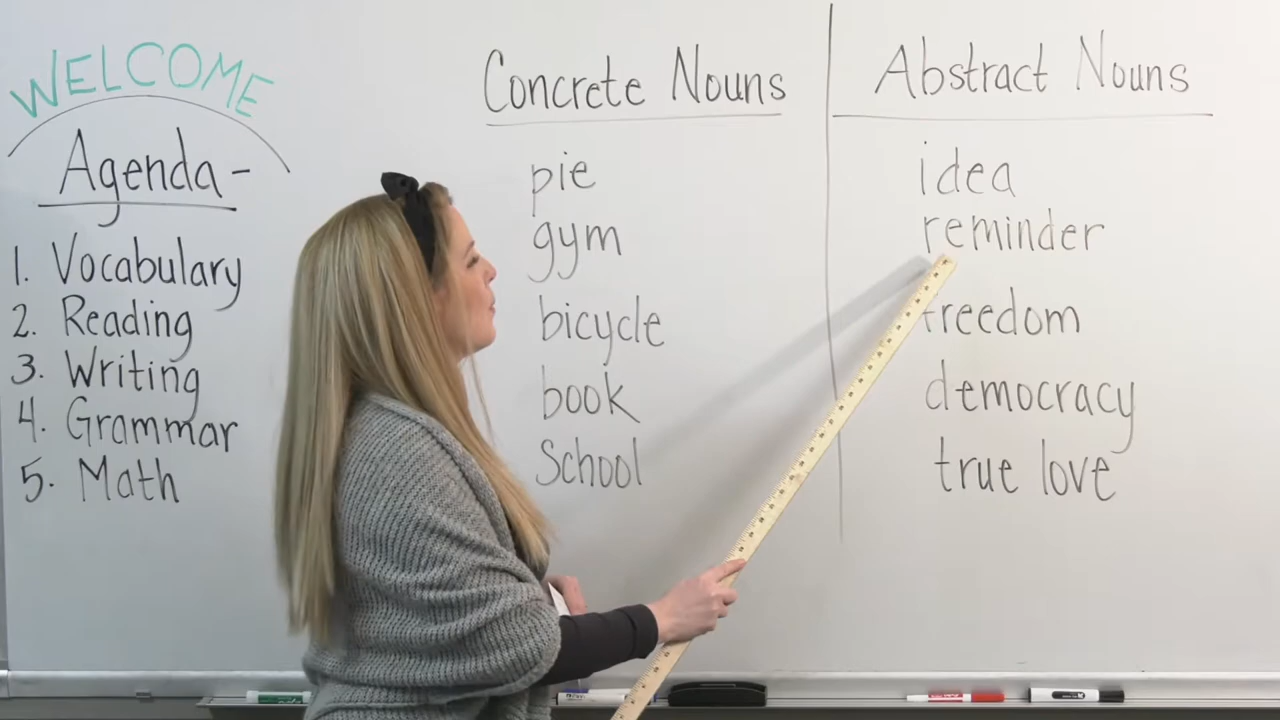 WELCOME
Agenda-
1. Vocabulary
2. Reading
3. Writing
4. Grammar
5. Math
Concrete Nouns
pie
gym
bicycle
book
School
Abstract Nouns
idea
reminder
freedom
democracy
true love